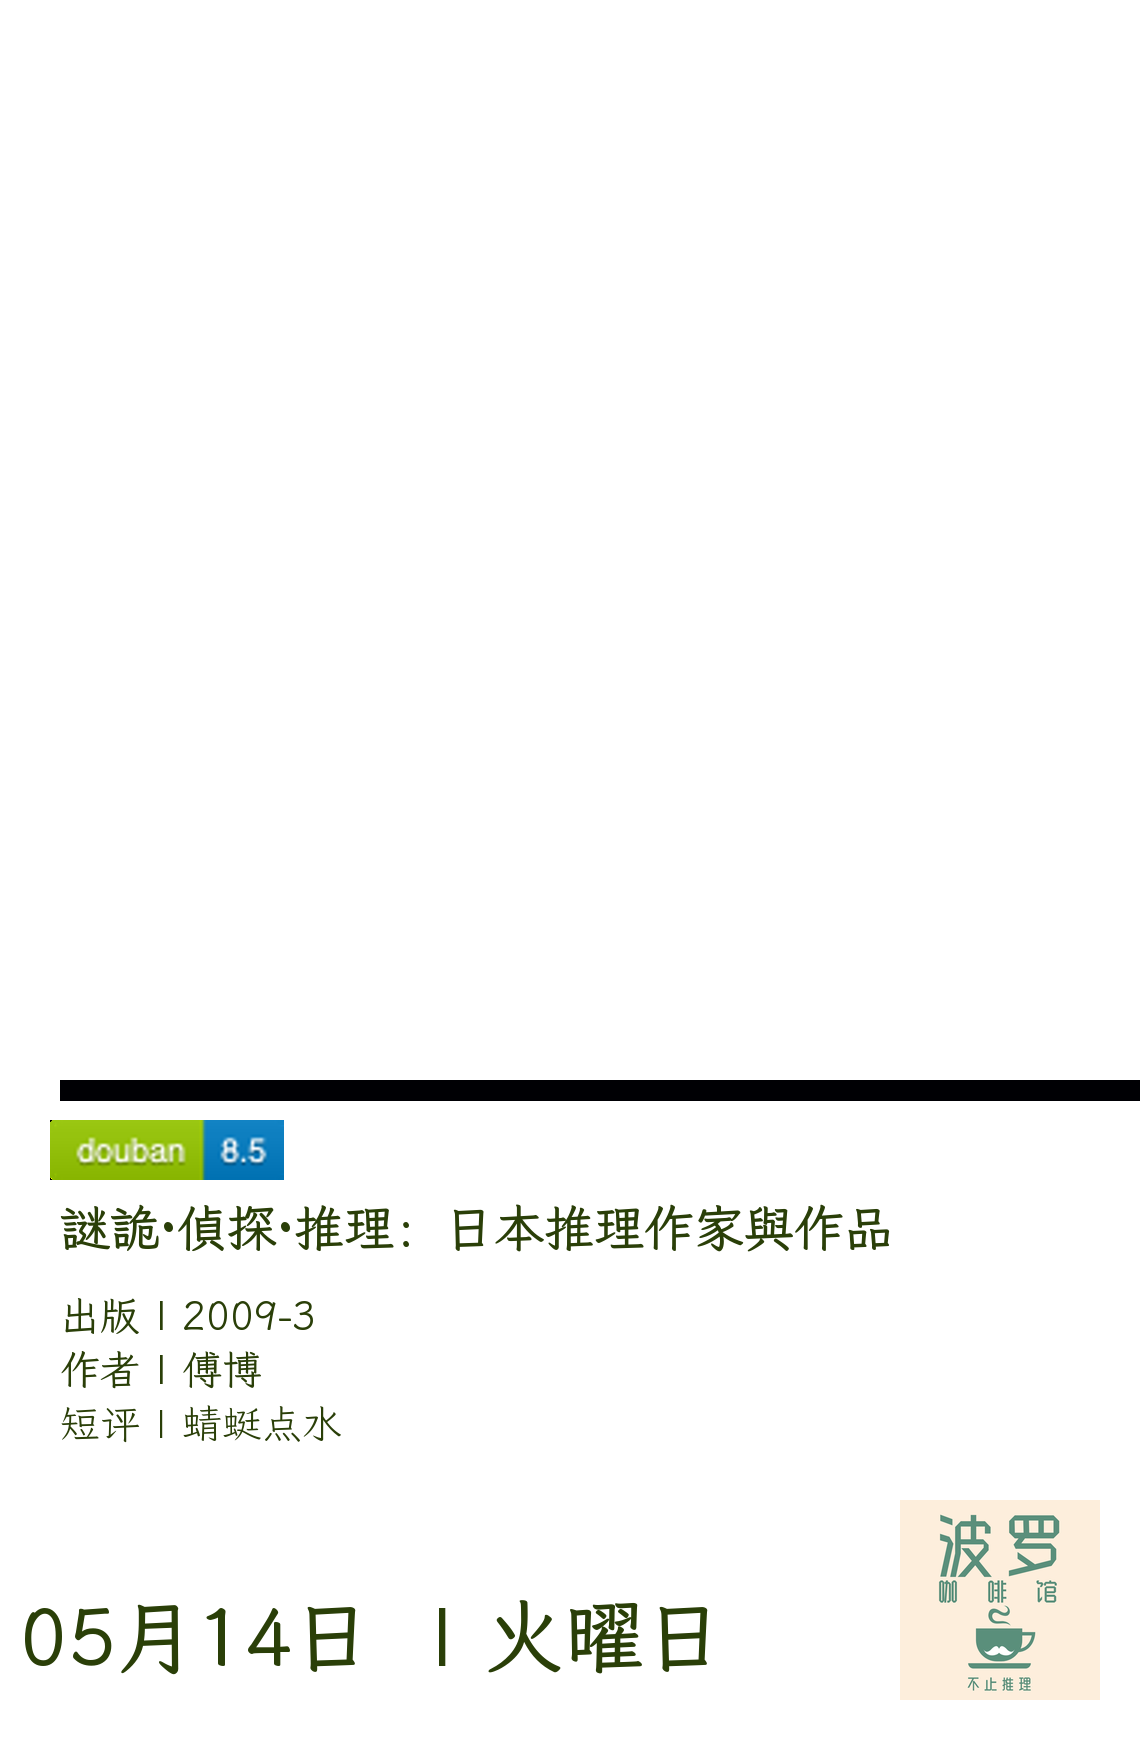 douban 8.5
謎詭•偵探•推理：日本推理作家與作品
出版 | 2009-3
作者 | 傅博
短评 | 蜻蜓点水
05月14日 | 火曜日
波罗
咖啡馆
不止推理